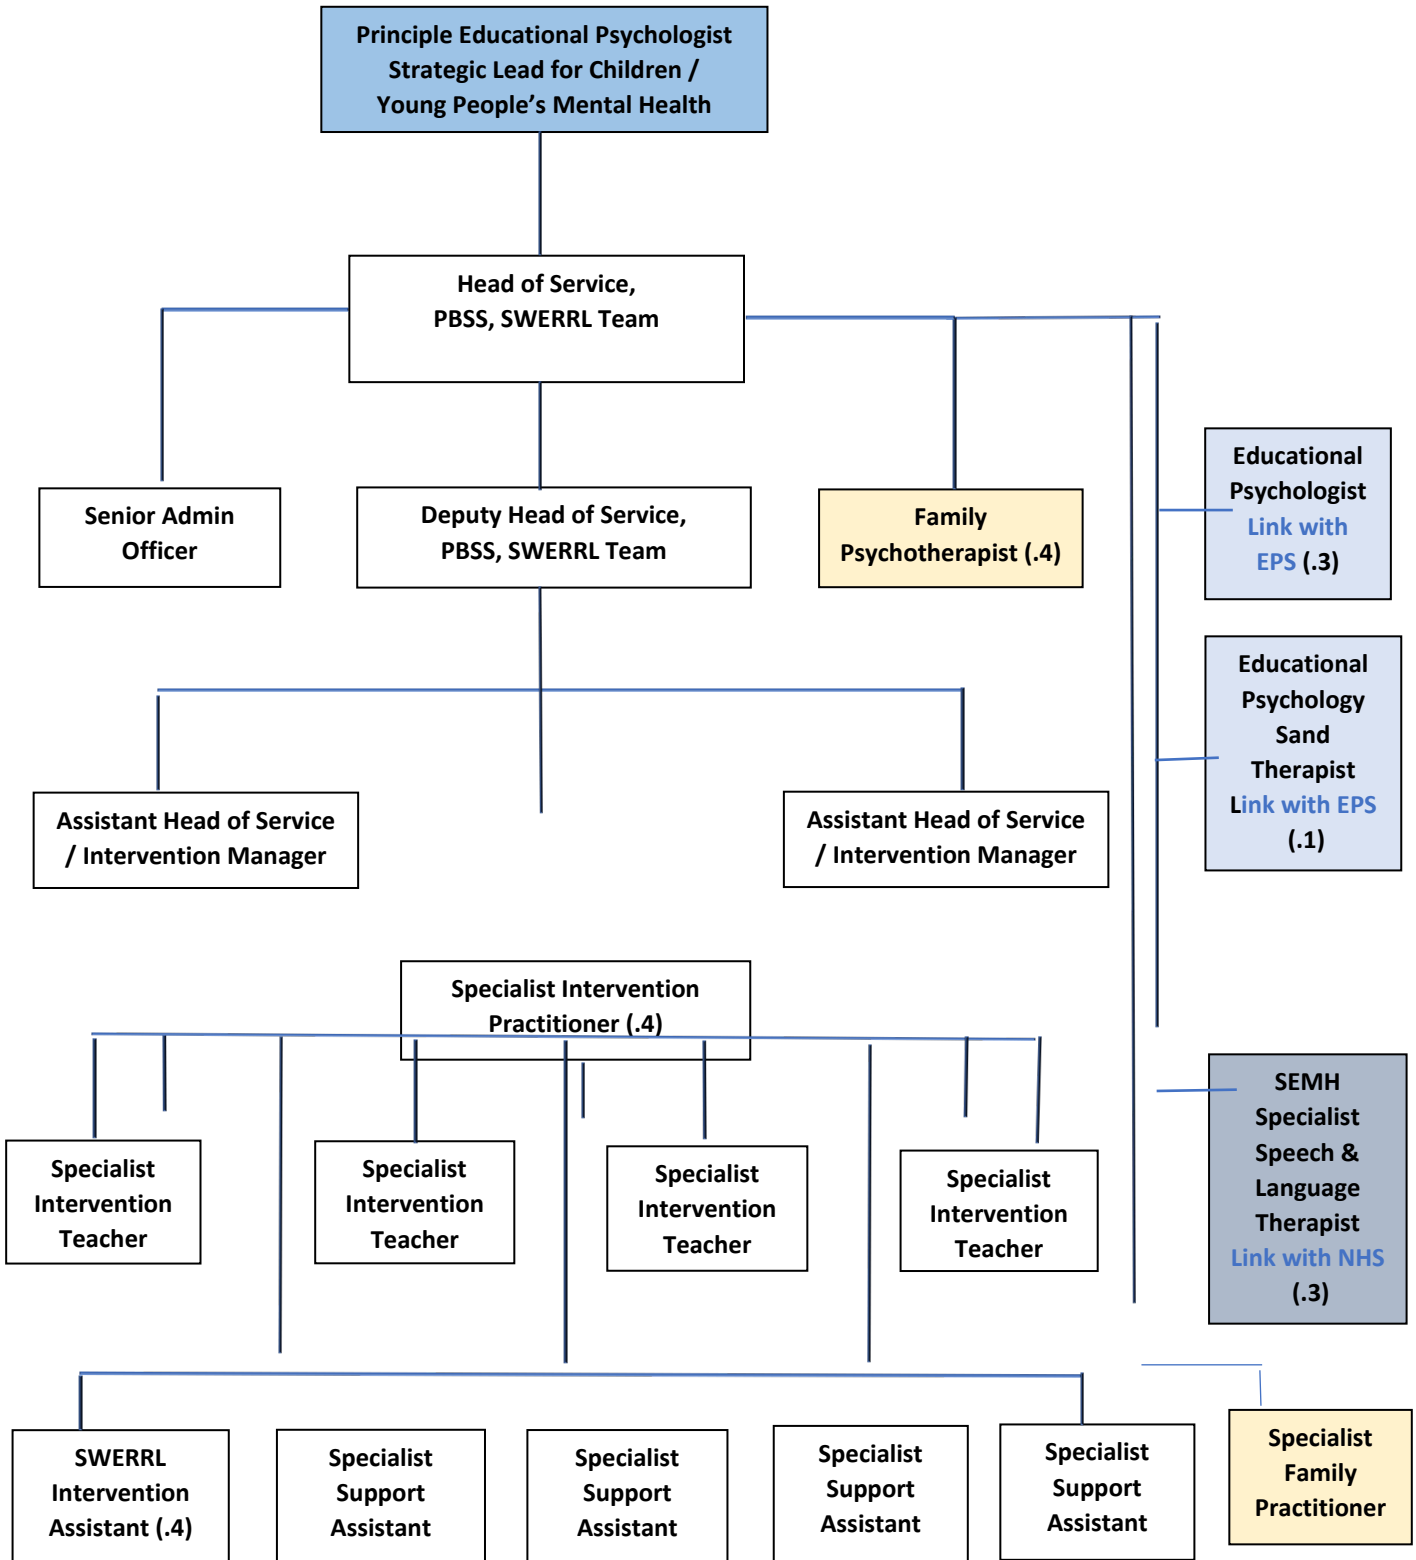 Principle Educational Psychologist
Strategic Lead for Children /
Young People’s Mental Health
Head of Service,
PBSS, SWERRL Team
Senior Admin
Officer
Deputy Head of Service,
PBSS, SWERRL Team
Family
Psychotherapist (.4)
Educational
Psychologist
Link with
EPS (.3)
Educational
Psychology
Sand
Therapist
Link with EPS
(.1)
Assistant Head of Service
/ Intervention Manager
Assistant Head of Service
/ Intervention Manager
Specialist Intervention
Practitioner (.4)
Specialist
Intervention
Teacher
Specialist
Intervention
Teacher
Specialist
Intervention
Teacher
Specialist
Intervention
Teacher
SEMH
Specialist
Speech &
Language
Therapist
Link with NHS
(.3)
SWERRL
Intervention
Assistant (.4)
Specialist
Support
Assistant
Specialist
Support
Assistant
Specialist
Support
Assistant
Specialist
Support
Assistant
Specialist
Family
Practitioner